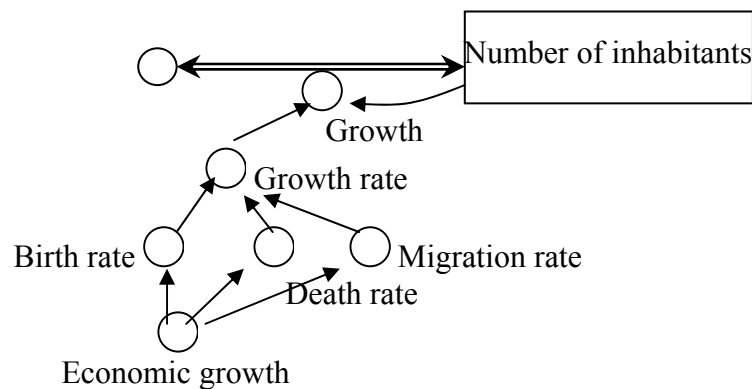 Number of inhabitants
Growth
Growth rate
Birth rate
Migration rate
Death rate
Economic growth